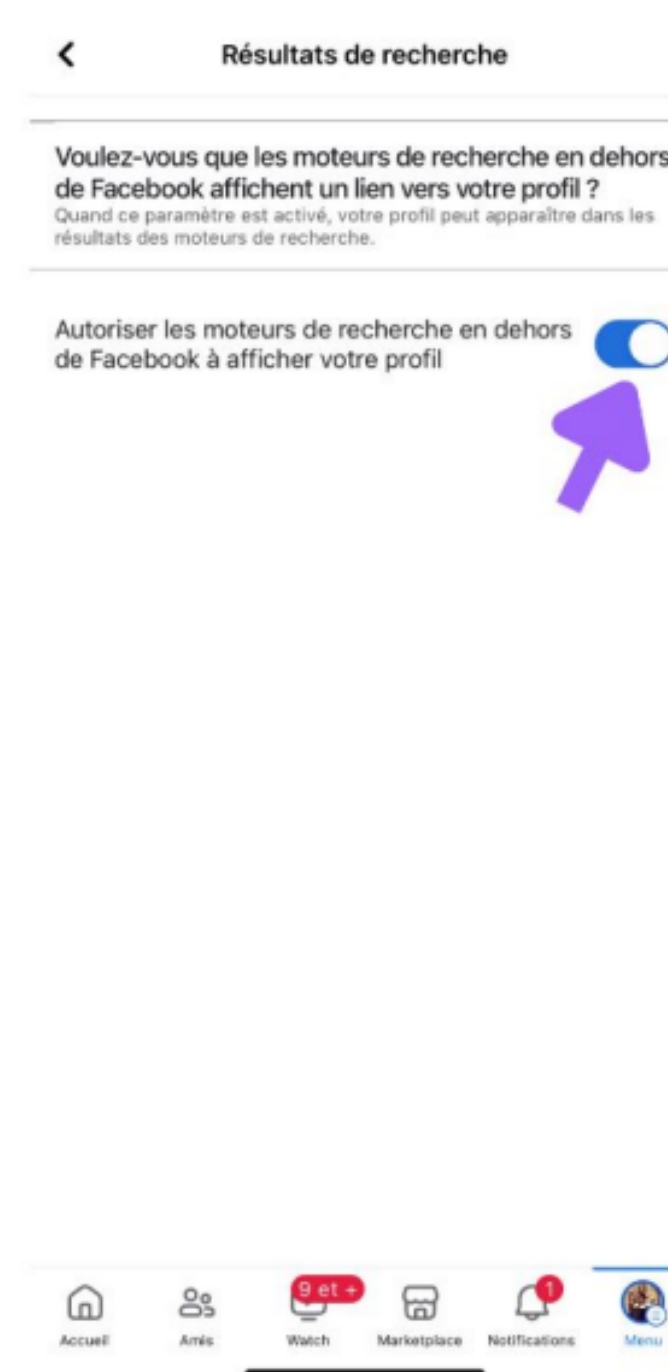 Résultats de recherche
Voulez-vous que les moteurs de recherche en dehors
de Facebook affichent un lien vers votre profil ?
Quand ce paramètre est activé, votre profil peut apparaître dans les
résultats des moteurs de recherche.
Autoriser les moteurs de recherche en dehors
de Facebook à afficher votre profil
9 et +
1
Accueil
Amis
Watch
Marketplace
Notifications
Menu